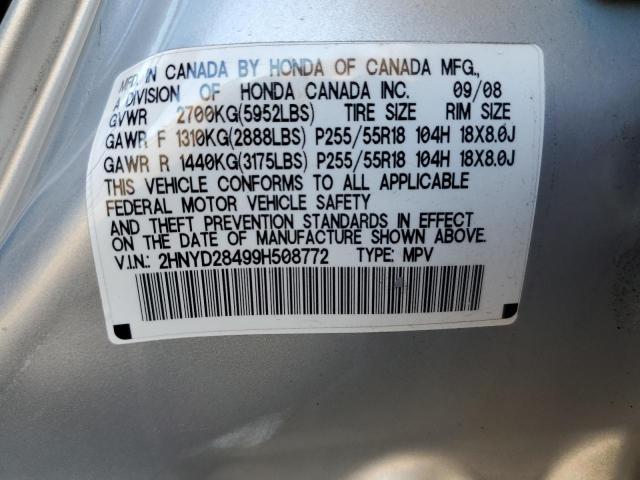 MFD. IN CANADA BY HONDA OF CANADA MFG.,
A DIVISION OF HONDA CANADA INC. 09/08
GVWR 2700KG(5952LBS) TIRE SIZE RIM SIZE
GAWR F 1310KG(2888LBS) P255/55R18 104H 18X8.0J
GAWR R 1440KG(3175LBS) P255/55R18 104H 18X8.0J
THIS VEHICLE CONFORMS TO ALL APPLICABLE
FEDERAL MOTOR VEHICLE SAFETY
AND THEFT PREVENTION STANDARDS IN EFFECT
ON THE DATE OF MANUFACTURE SHOWN ABOVE.
V.I.N.: 2HNYD28499H508772 TYPE: MPV